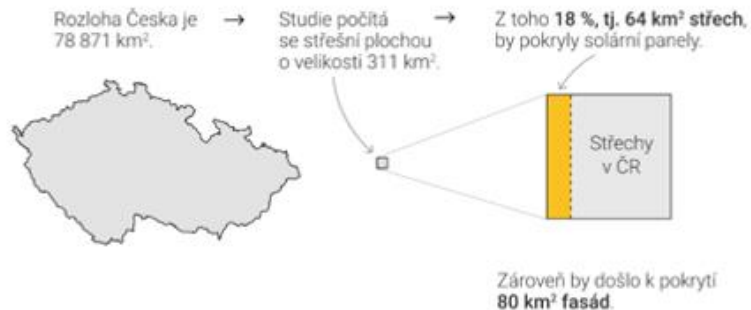 Rozloha Česka je
78 871 km².
→
Studie počítá
se střešní plochou
o velikosti 311 km².
→
Z toho 18 %, tj. 64 km² střech,
by pokryly solární panely.
Střechy
v ČR
Zároveň by došlo k pokrytí
80 km² fasád.